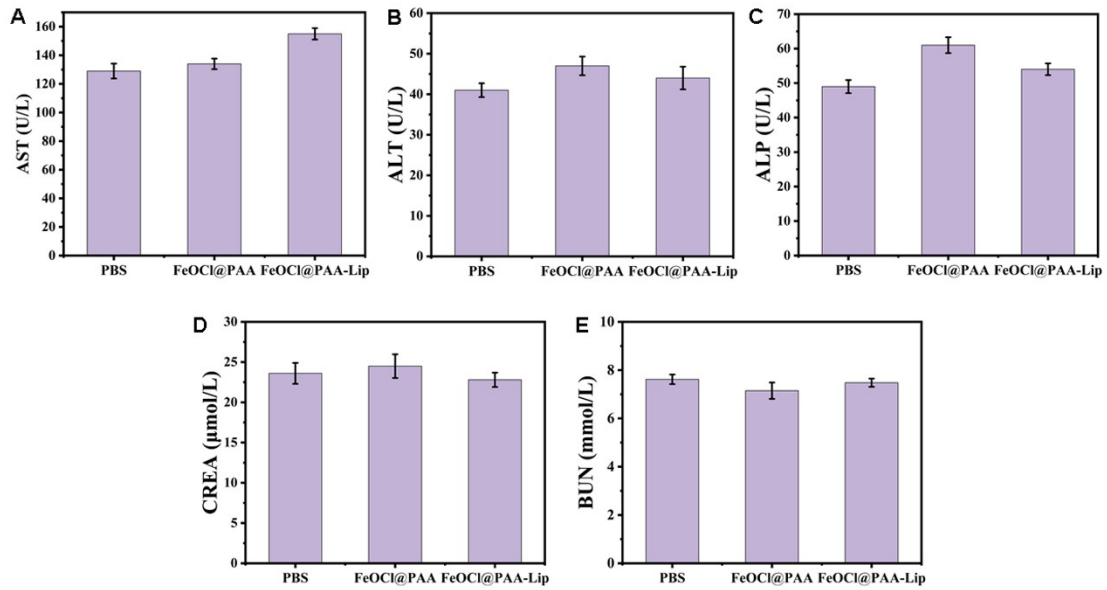 A
AST (U/L)
160
140
120
100
80
60
40
20
0
PBS
FeOCl@PAA
FeOCl@PAA-Lip
B
ALT (U/L)
60
50
40
30
20
10
0
PBS
FeOCl@PAA
FeOCl@PAA-Lip
C
ALP (U/L)
70
60
50
40
30
20
10
0
PBS
FeOCl@PAA
FeOCl@PAA-Lip
D
CREA (μmol/L)
30
25
20
15
10
5
0
PBS
FeOCl@PAA
FeOCl@PAA-Lip
E
BUN (mmol/L)
10
8
6
4
2
0
PBS
FeOCl@PAA
FeOCl@PAA-Lip